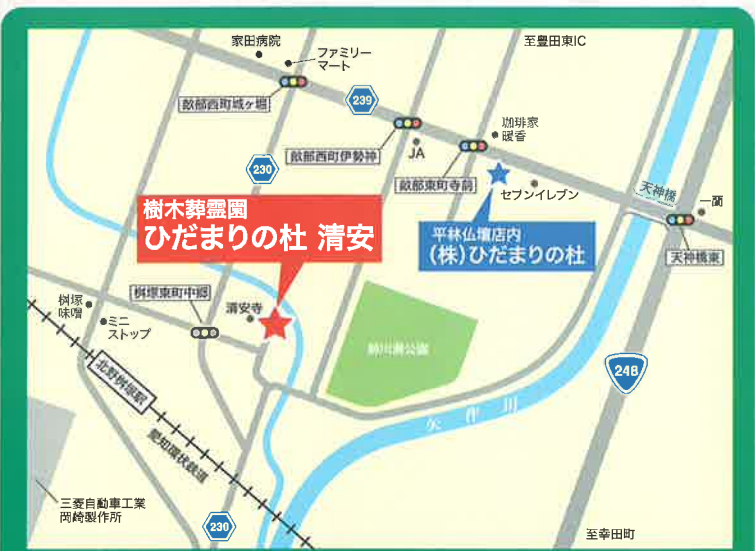 家田病院
ファミリー
マート
至豊田東IC
畝部西町城ヶ堀
239
珈琲家
暖香
畝部西町伊勢神
JA
230
畝部東町寺前
セブンイレブン
天神橋
一蘭
樹木葬霊園
ひだまりの杜 清安
平林仏壇店内
(株)ひだまりの杜
天神橋東
桝塚東町中郷
桝塚
味噌
清安寺
ミニ
ストップ
北野桝塚駅
248
矢作川
愛知環状鉄道
三菱自動車工業
岡崎製作所
230
至幸田町